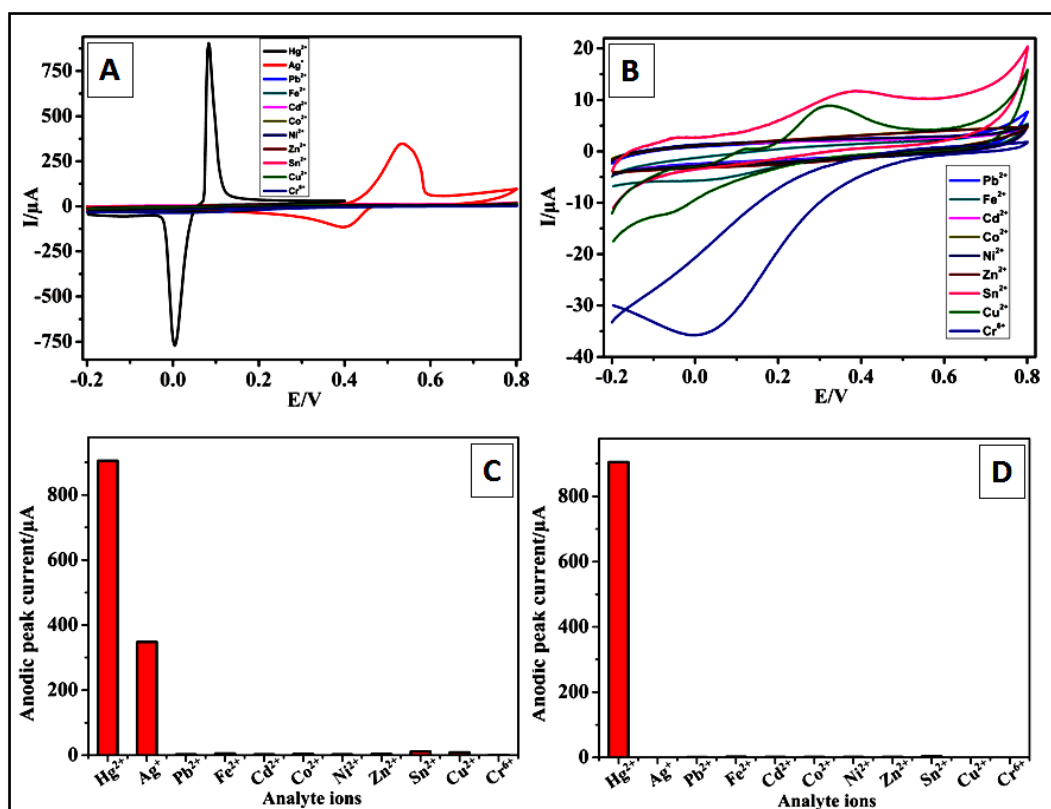 A
750
500
250
0
-250
-500
-750
I/µA
-0.2 0.0 0.2 0.4 0.6 0.8
E/V
Hg²⁺
Ag⁺
Pb²⁺
Fe²⁺
Cd²⁺
Co²⁺
Ni²⁺
Zn²⁺
Sn²⁺
Cu²⁺
Cr⁶⁺
B
20
10
0
-10
-20
-30
-40
I/µA
-0.2 0.0 0.2 0.4 0.6 0.8
E/V
Pb²⁺
Fe²⁺
Cd²⁺
Co²⁺
Ni²⁺
Zn²⁺
Sn²⁺
Cu²⁺
Cr⁶⁺
C
800
600
400
200
0
Anodic peak current/µA
Hg²⁺ Ag⁺ Pb²⁺ Fe²⁺ Cd²⁺ Co²⁺ Ni²⁺ Zn²⁺ Sn²⁺ Cu²⁺ Cr⁶⁺
Analyte ions
D
800
600
400
200
0
Anodic peak current/µA
Hg²⁺ Ag⁺ Pb²⁺ Fe²⁺ Cd²⁺ Co²⁺ Ni²⁺ Zn²⁺ Sn²⁺ Cu²⁺ Cr⁶⁺
Analyte ions